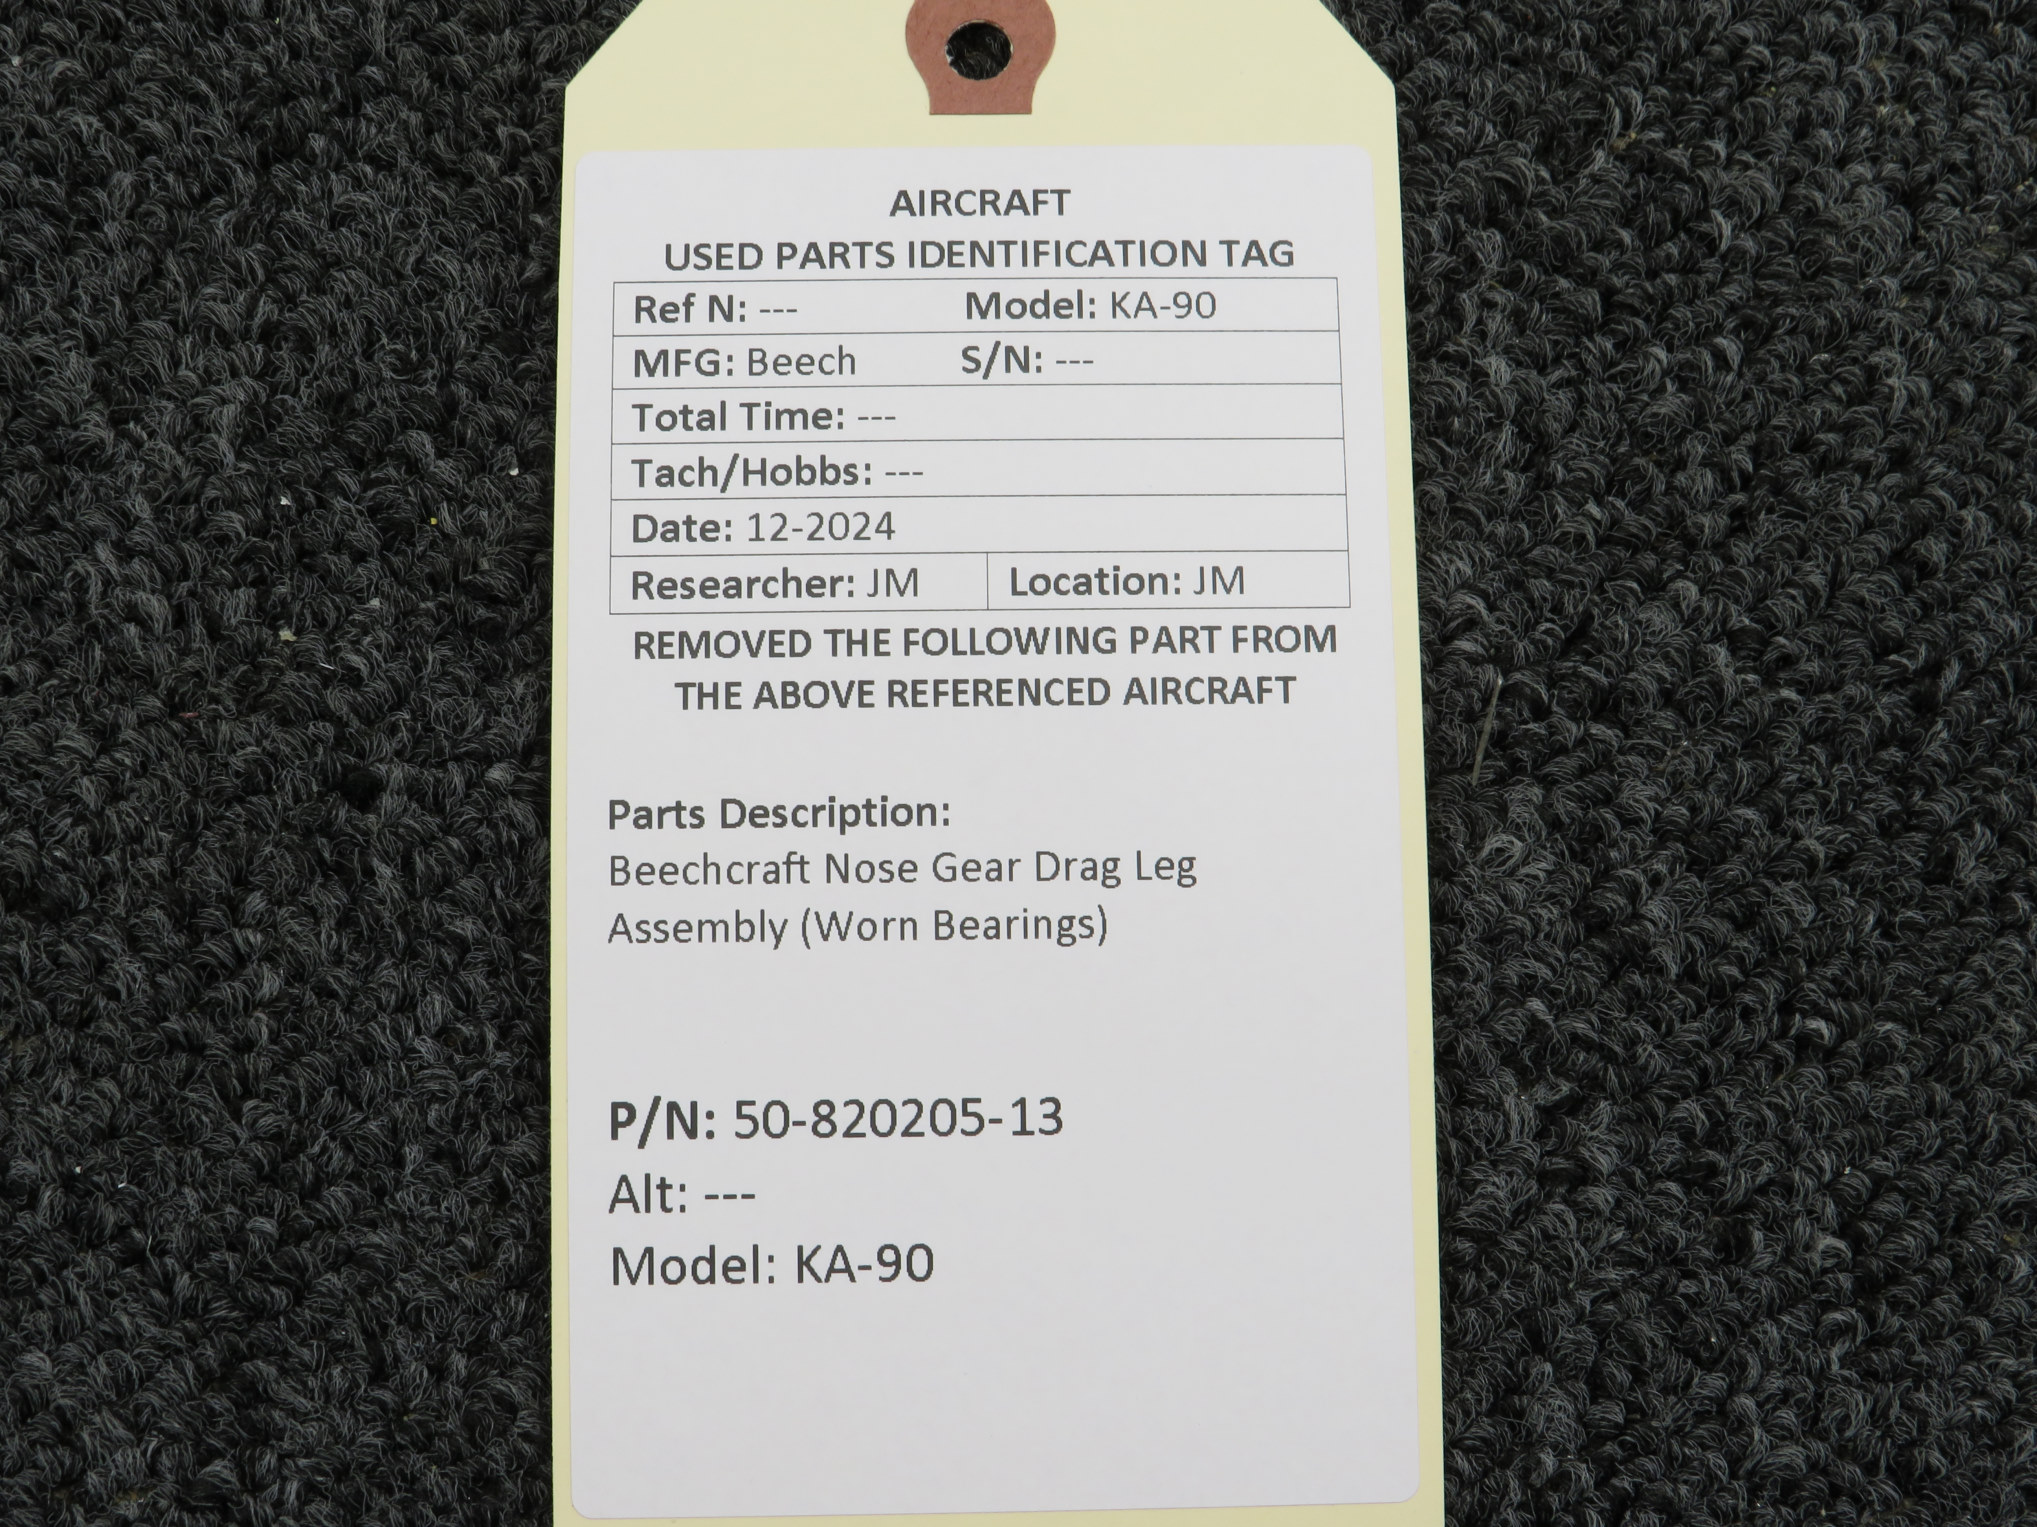 AIRCRAFT
USED PARTS IDENTIFICATION TAG
Ref N: --- Model: KA-90
MFG: Beech S/N: ---
Total Time: ---
Tach/Hobbs: ---
Date: 12-2024
Researcher: JM Location: JM
REMOVED THE FOLLOWING PART FROM
THE ABOVE REFERENCED AIRCRAFT
Parts Description:
Beechcraft Nose Gear Drag Leg
Assembly (Worn Bearings)
P/N: 50-820205-13
Alt: ---
Model: KA-90